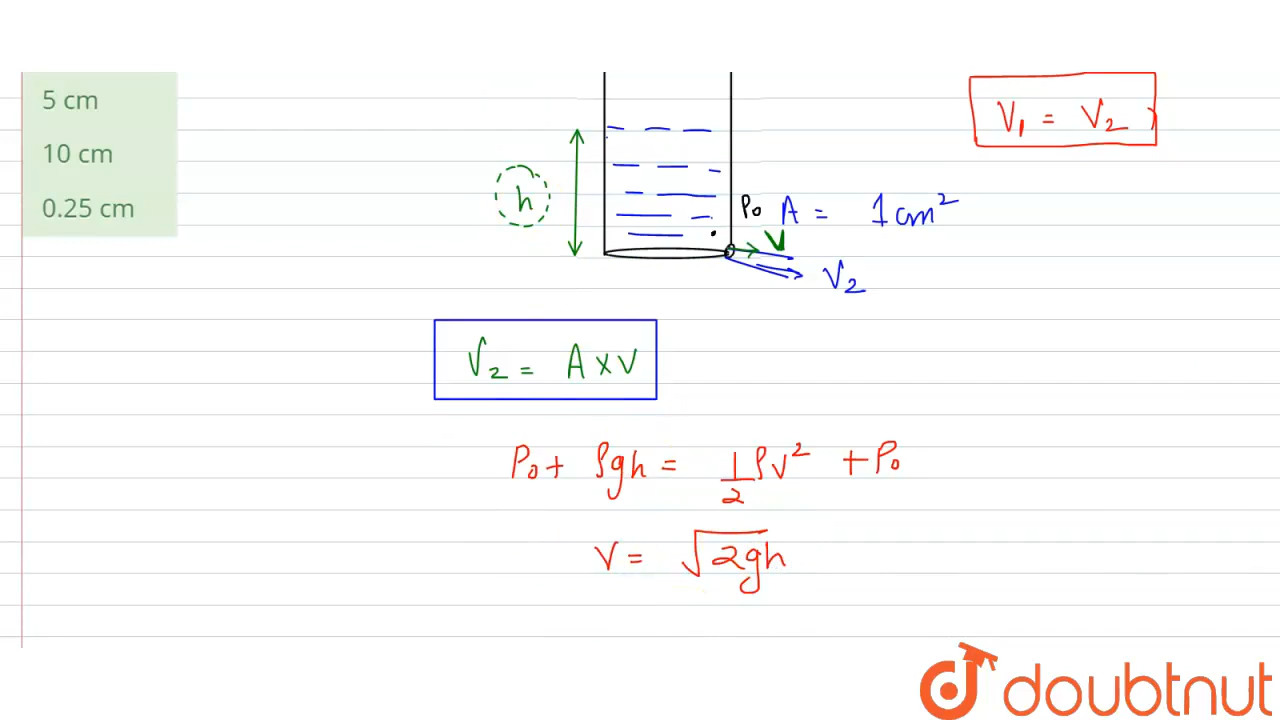 5 cm
10 cm
0.25 cm
V₁ = V₂
h
P₀ A = 1 cm²
V
V₂
V₂ = A × V
P₀ + ρgh = 1/2 ρv² + P₀
v = √2gh
doubtnut